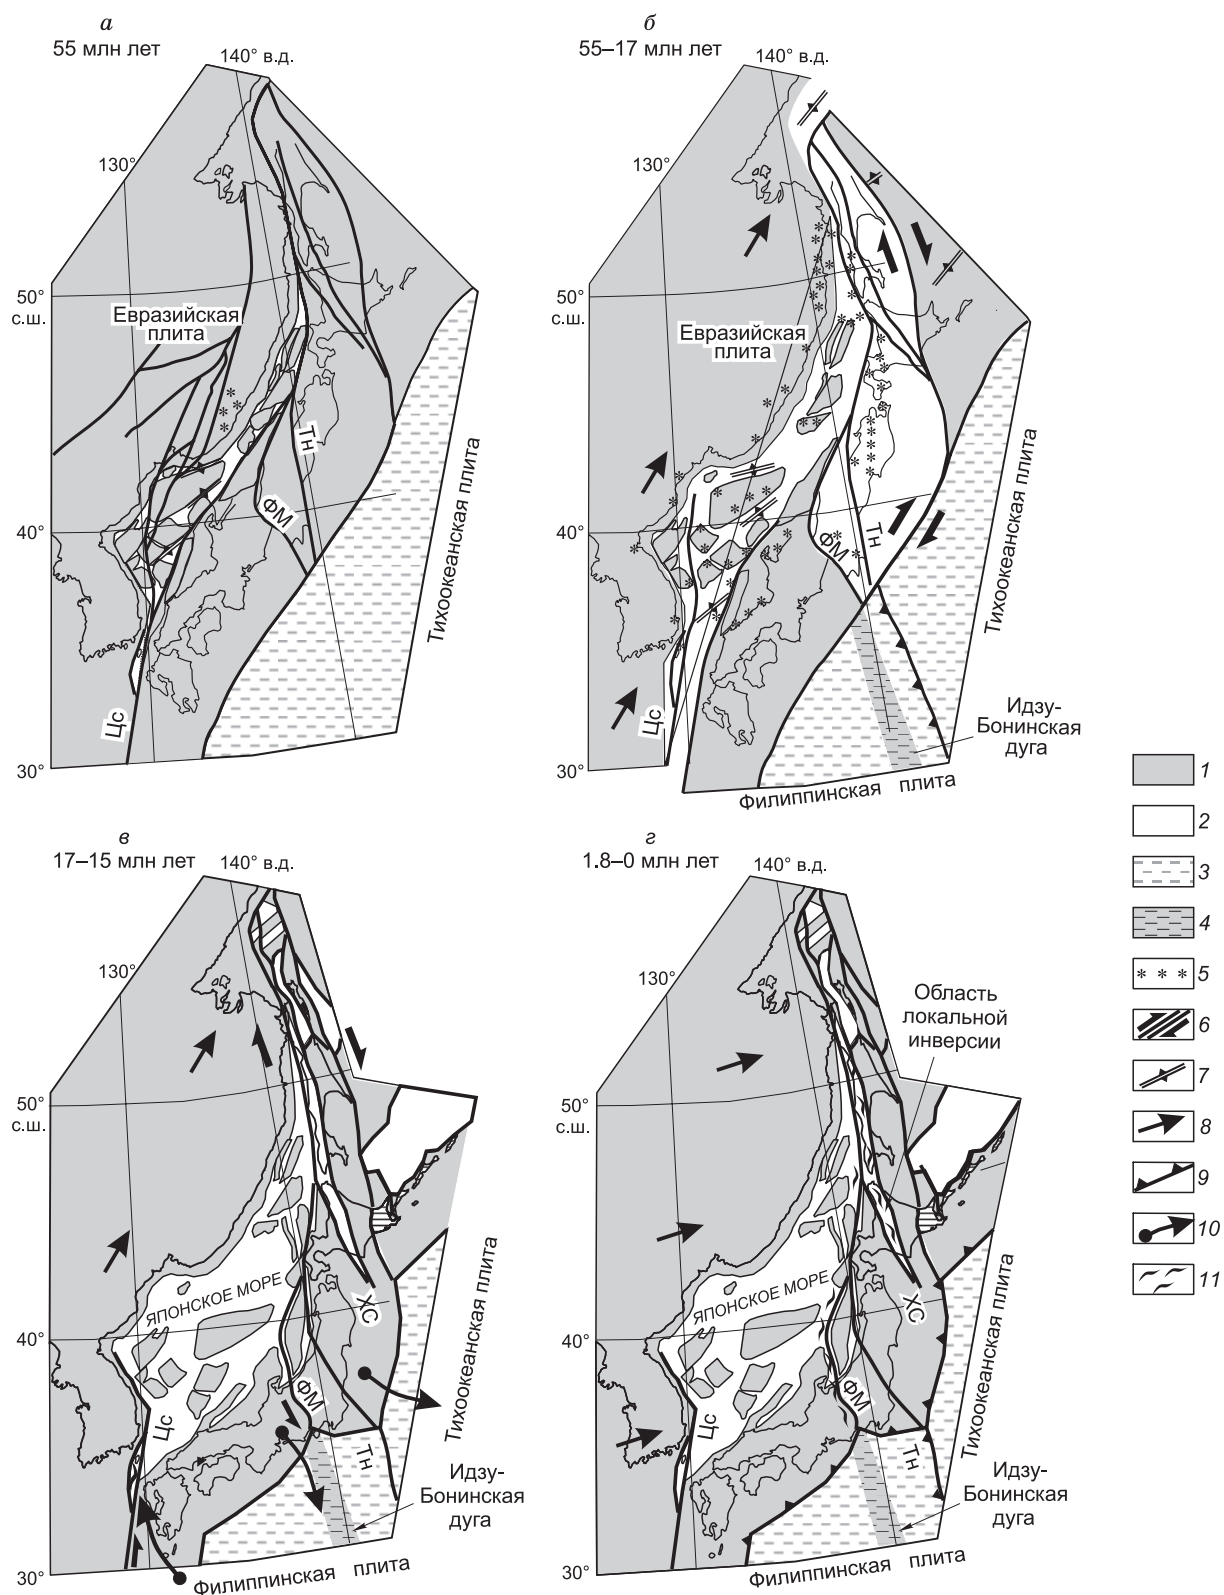 а
55 млн лет
140° в.д.
130°
50°
с.ш.
Евразийская
плита
Тн
ФМ
40°
Тихоокеанская плита
Цс
30°
б
55–17 млн лет
140° в.д.
130°
50°
с.ш.
Евразийская
плита
40°
ФМ
Тн
Тихоокеанская плита
Цс
Идзу-
Бонинская
дуга
30°
Филиппинская плита
в
17–15 млн лет
140° в.д.
130°
50°
с.ш.
ЯПОНСКОЕ МОРЕ
ХС
40°
ФМ
Цс
Тн
Тихоокеанская плита
Идзу-
Бонинская
дуга
30°
Филиппинская плита
г
1.8–0 млн лет
140° в.д.
130°
Область
локальной
инверсии
50°
с.ш.
ЯПОНСКОЕ МОРЕ
ХС
40°
ФМ
Цс
Тн
Тихоокеанская плита
Идзу-
Бонинская
дуга
30°
Филиппинская плита
1
2
3
4
5
6
7
8
9
10
11